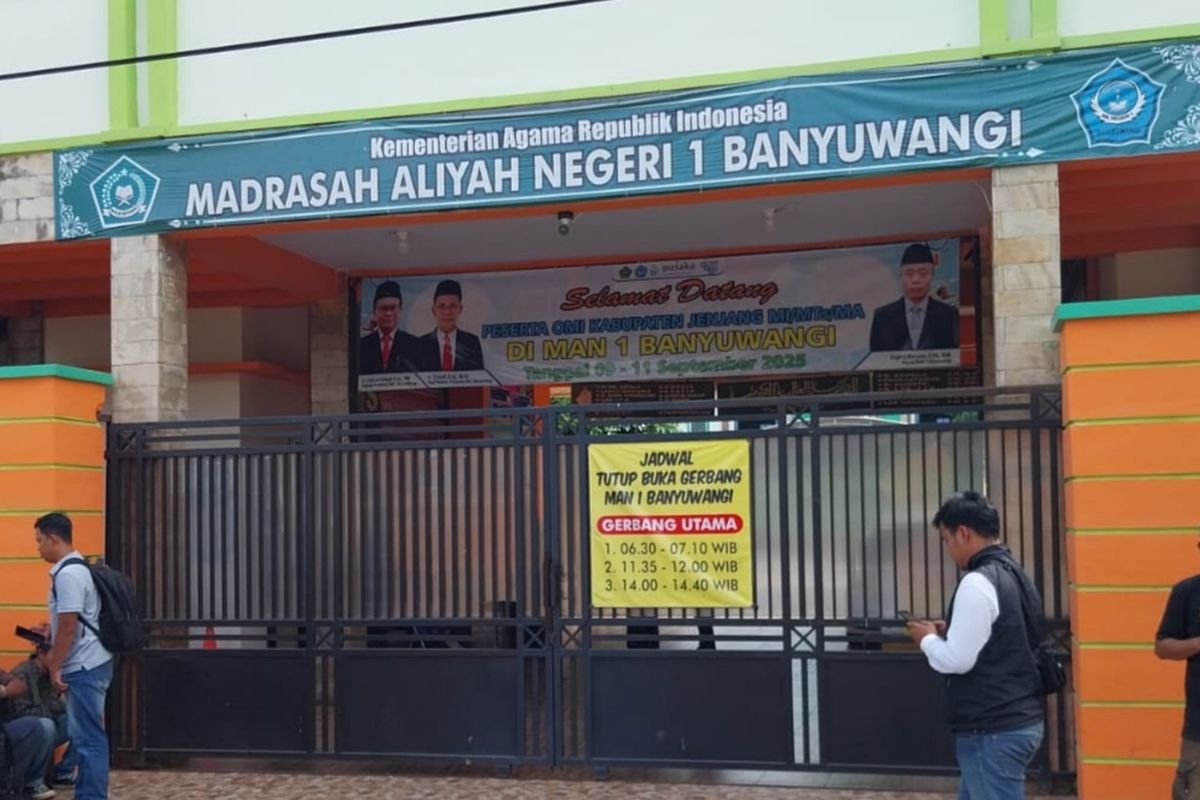 Kementerian Agama Republik Indonesia
MADRASAH ALIYAH NEGERI 1 BANYUWANGI
pusaka
Selamat Datang
PESERTA OMI KABUPATEN JENJANG MI/MTs/MA
DI MAN 1 BANYUWANGI
Tanggal 09 - 11 September 2025
JADWAL
TUTUP BUKA GERBANG
MAN 1 BANYUWANGI
GERBANG UTAMA
1. 06.30 - 07.10 WIB
2. 11.35 - 12.00 WIB
3. 14.00 - 14.40 WIB